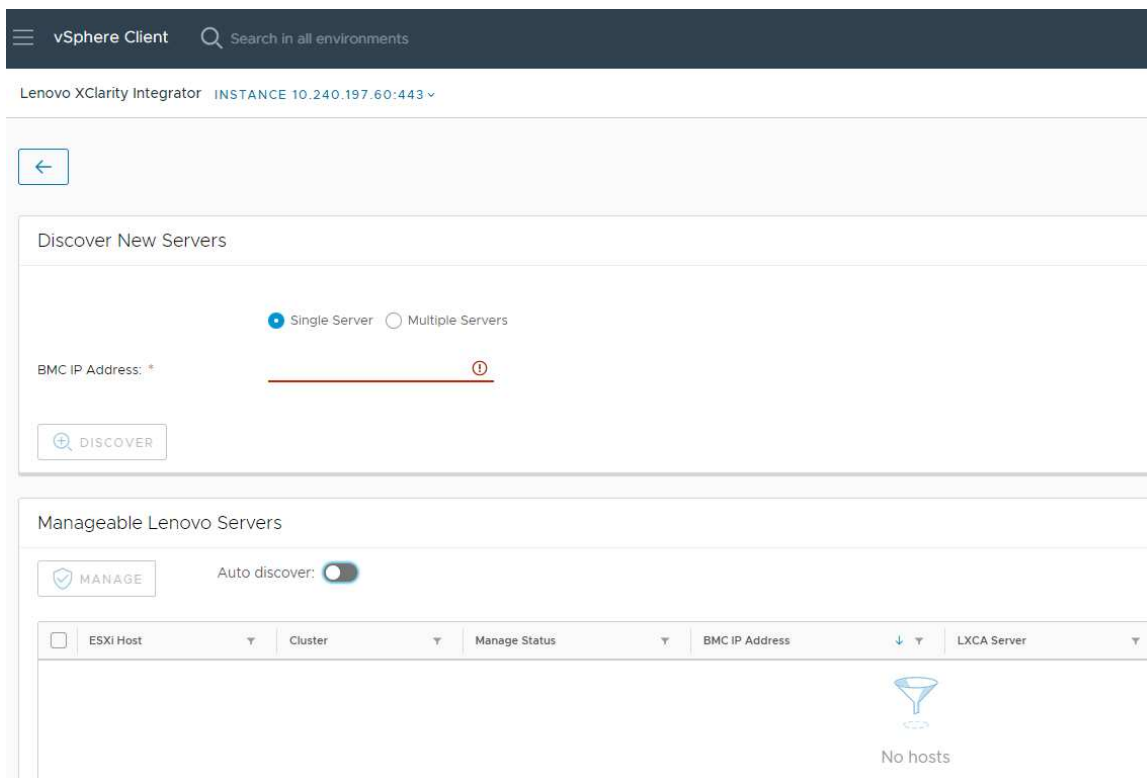 vSphere Client Search in all environments
Lenovo XClarity Integrator INSTANCE 10.240.197.60:443
Discover New Servers
Single Server Multiple Servers
BMC IP Address: *
DISCOVER
Manageable Lenovo Servers
MANAGE Auto discover:
ESXi Host Cluster Manage Status BMC IP Address LXCA Server
No hosts